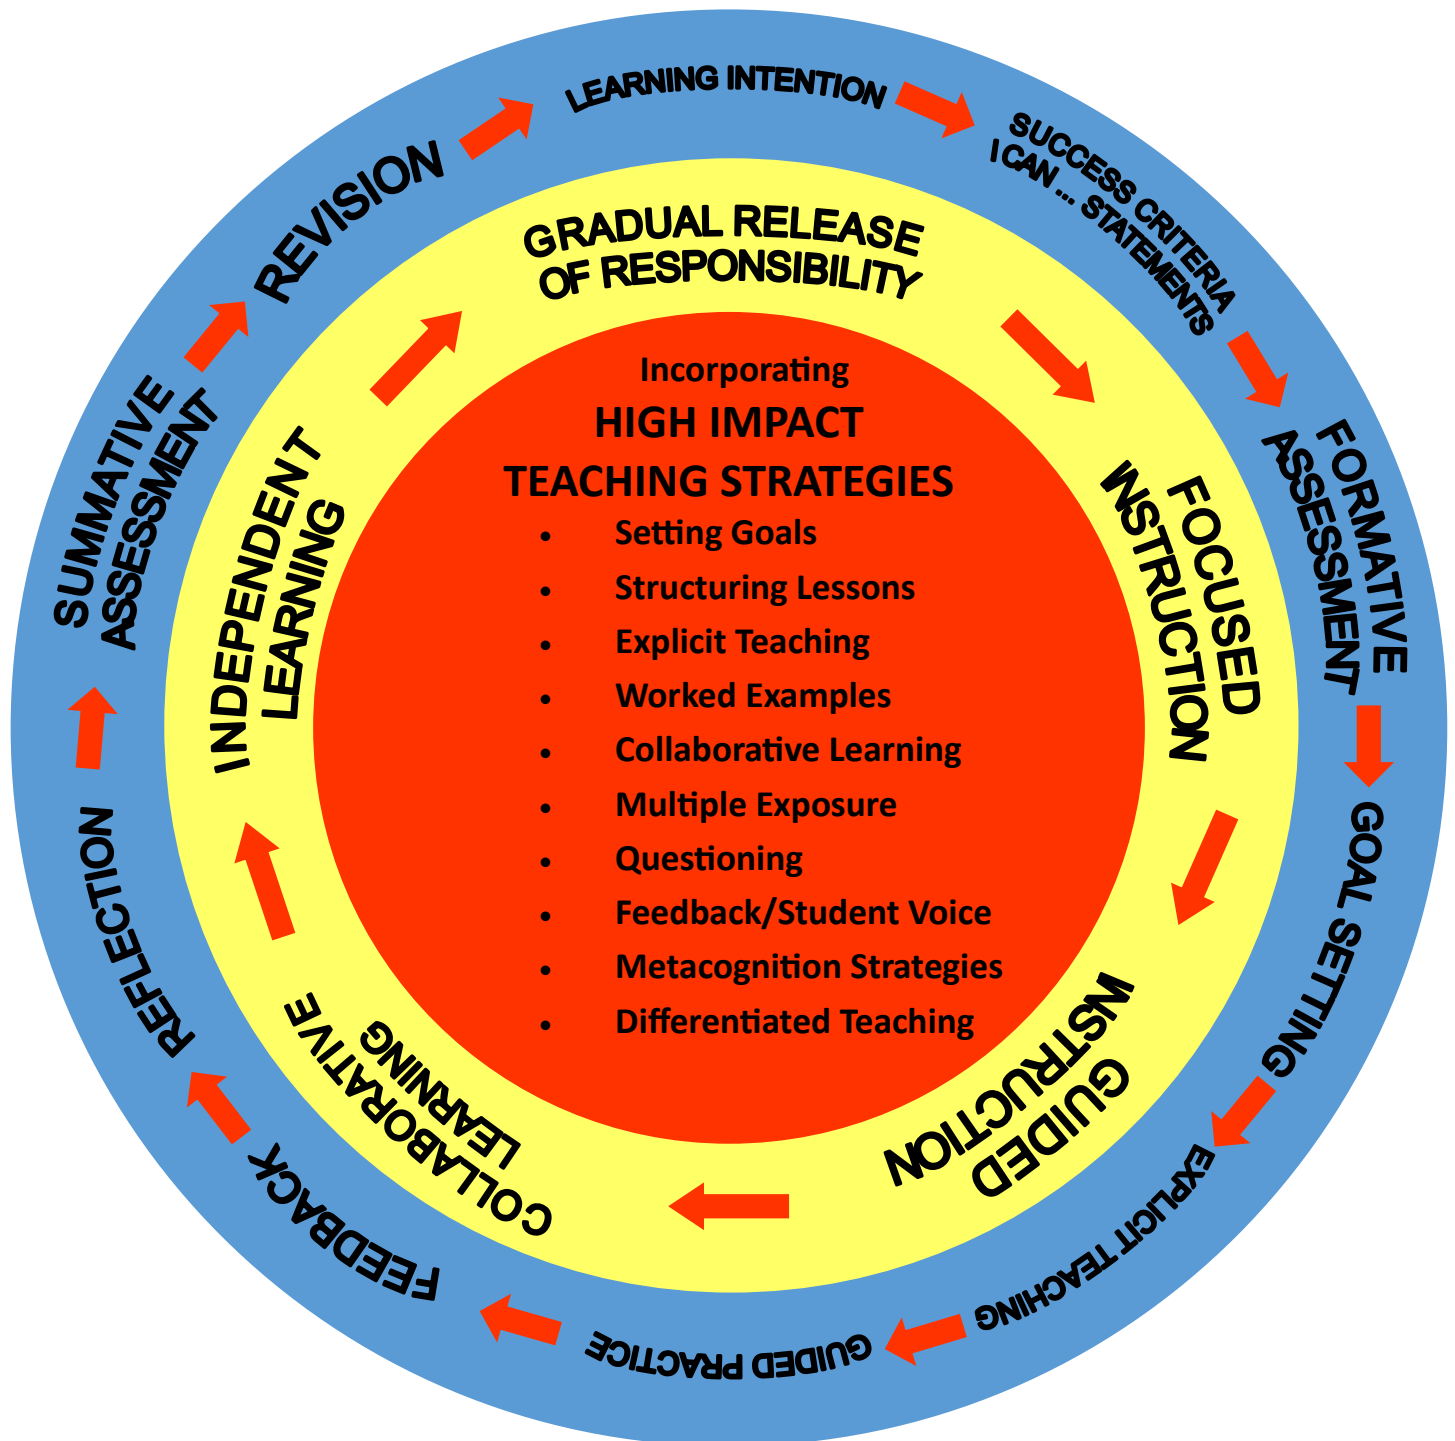 LEARNING INTENTION
SUCCESS CRITERIA
I CAN ... STATEMENTS
FORMATIVE
ASSESSMENT
GOAL SETTING
EXPLICIT TEACHING
GUIDED PRACTICE
FEEDBACK
REFLECTION
SUMMATIVE
ASSESSMENT
REVISION
GRADUAL RELEASE
OF RESPONSIBILITY
FOCUSED
INSTRUCTION
GUIDED
INSTRUCTION
COLLABORATIVE
LEARNING
INDEPENDENT
LEARNING
Incorporating
HIGH IMPACT
TEACHING STRATEGIES
• Setting Goals
• Structuring Lessons
• Explicit Teaching
• Worked Examples
• Collaborative Learning
• Multiple Exposure
• Questioning
• Feedback/Student Voice
• Metacognition Strategies
• Differentiated Teaching